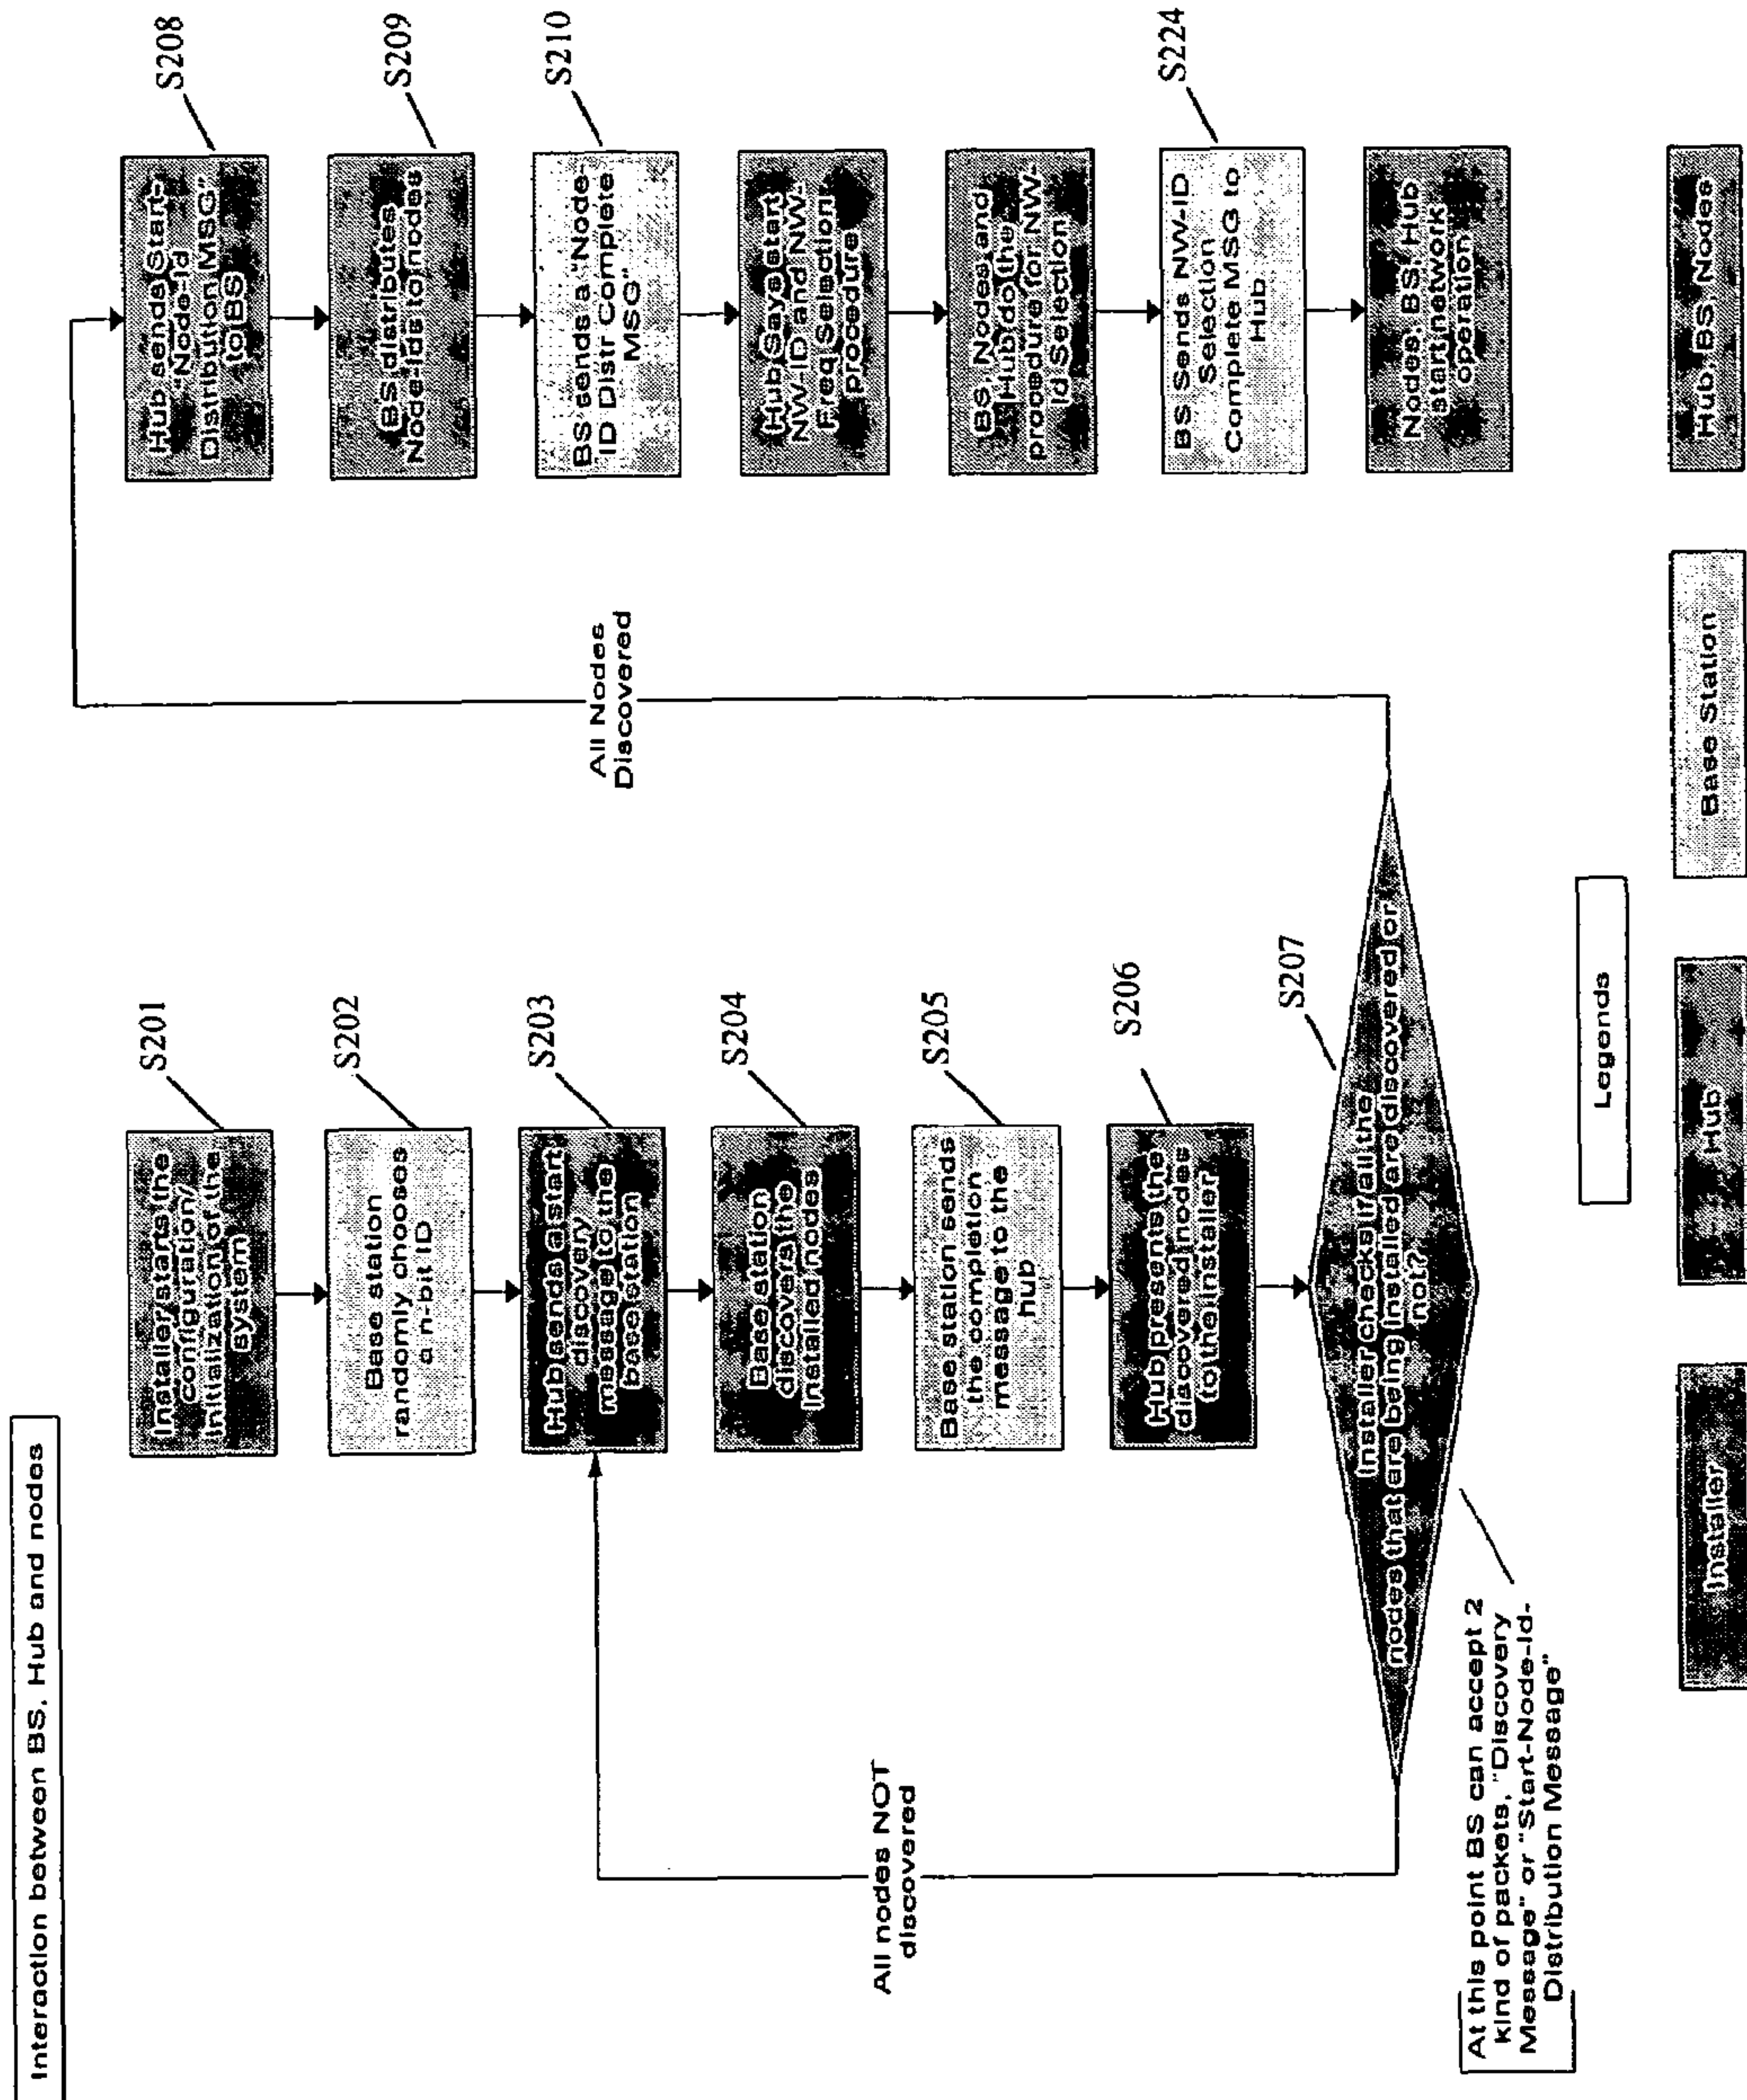 Interaction between BS, Hub and nodes
Installer starts the
configuration/
initialization of the
system
S201
Base station
randomly chooses
a n-bit ID
S202
Hub sends a start
discovery
message to the
base station
S203
Base station
discovers the
installed nodes
S204
Base station sends
the completion
message to the
hub
S205
Hub presents the
discovered nodes
to the installer
S206
Installer checks if all the
nodes that are being installed are discovered or
not?
S207
All nodes NOT
discovered
At this point BS can accept 2
kind of packets, "Discovery
Message" or "Start-Node-Id-
Distribution Message"
All Nodes
Discovered
Hub sends Start-
"Node-Id
Distribution MSG"
to BS
S208
BS distributes
Node-Ids to nodes
S209
BS sends a "Node-
ID Distr Complete
MSG"
S210
Hub Says start
NW-ID and NW-
Freq Selection
procedure
BS, Nodes and
Hub do the
procedure for NW-
Id Selection
BS Sends NW-ID
Selection
Complete MSG to
Hub
S224
Nodes, BS, Hub
start network
operation
Legends
Installer
Hub
Base Station
Hub, BS, Nodes